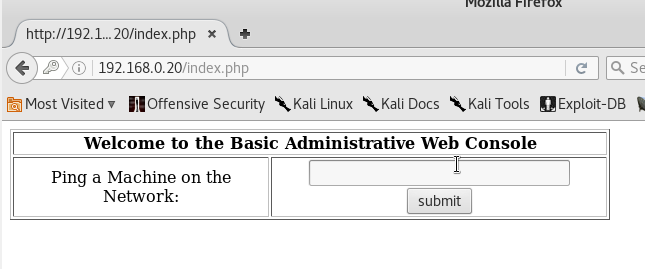 Mozilla Firefox
http://192.1... 20/index.php
192.168.0.20/index.php
Se
Most Visited Offensive Security Kali Linux Kali Docs Kali Tools Exploit-DB
Welcome to the Basic Administrative Web Console
Ping a Machine on the
Network:
submit